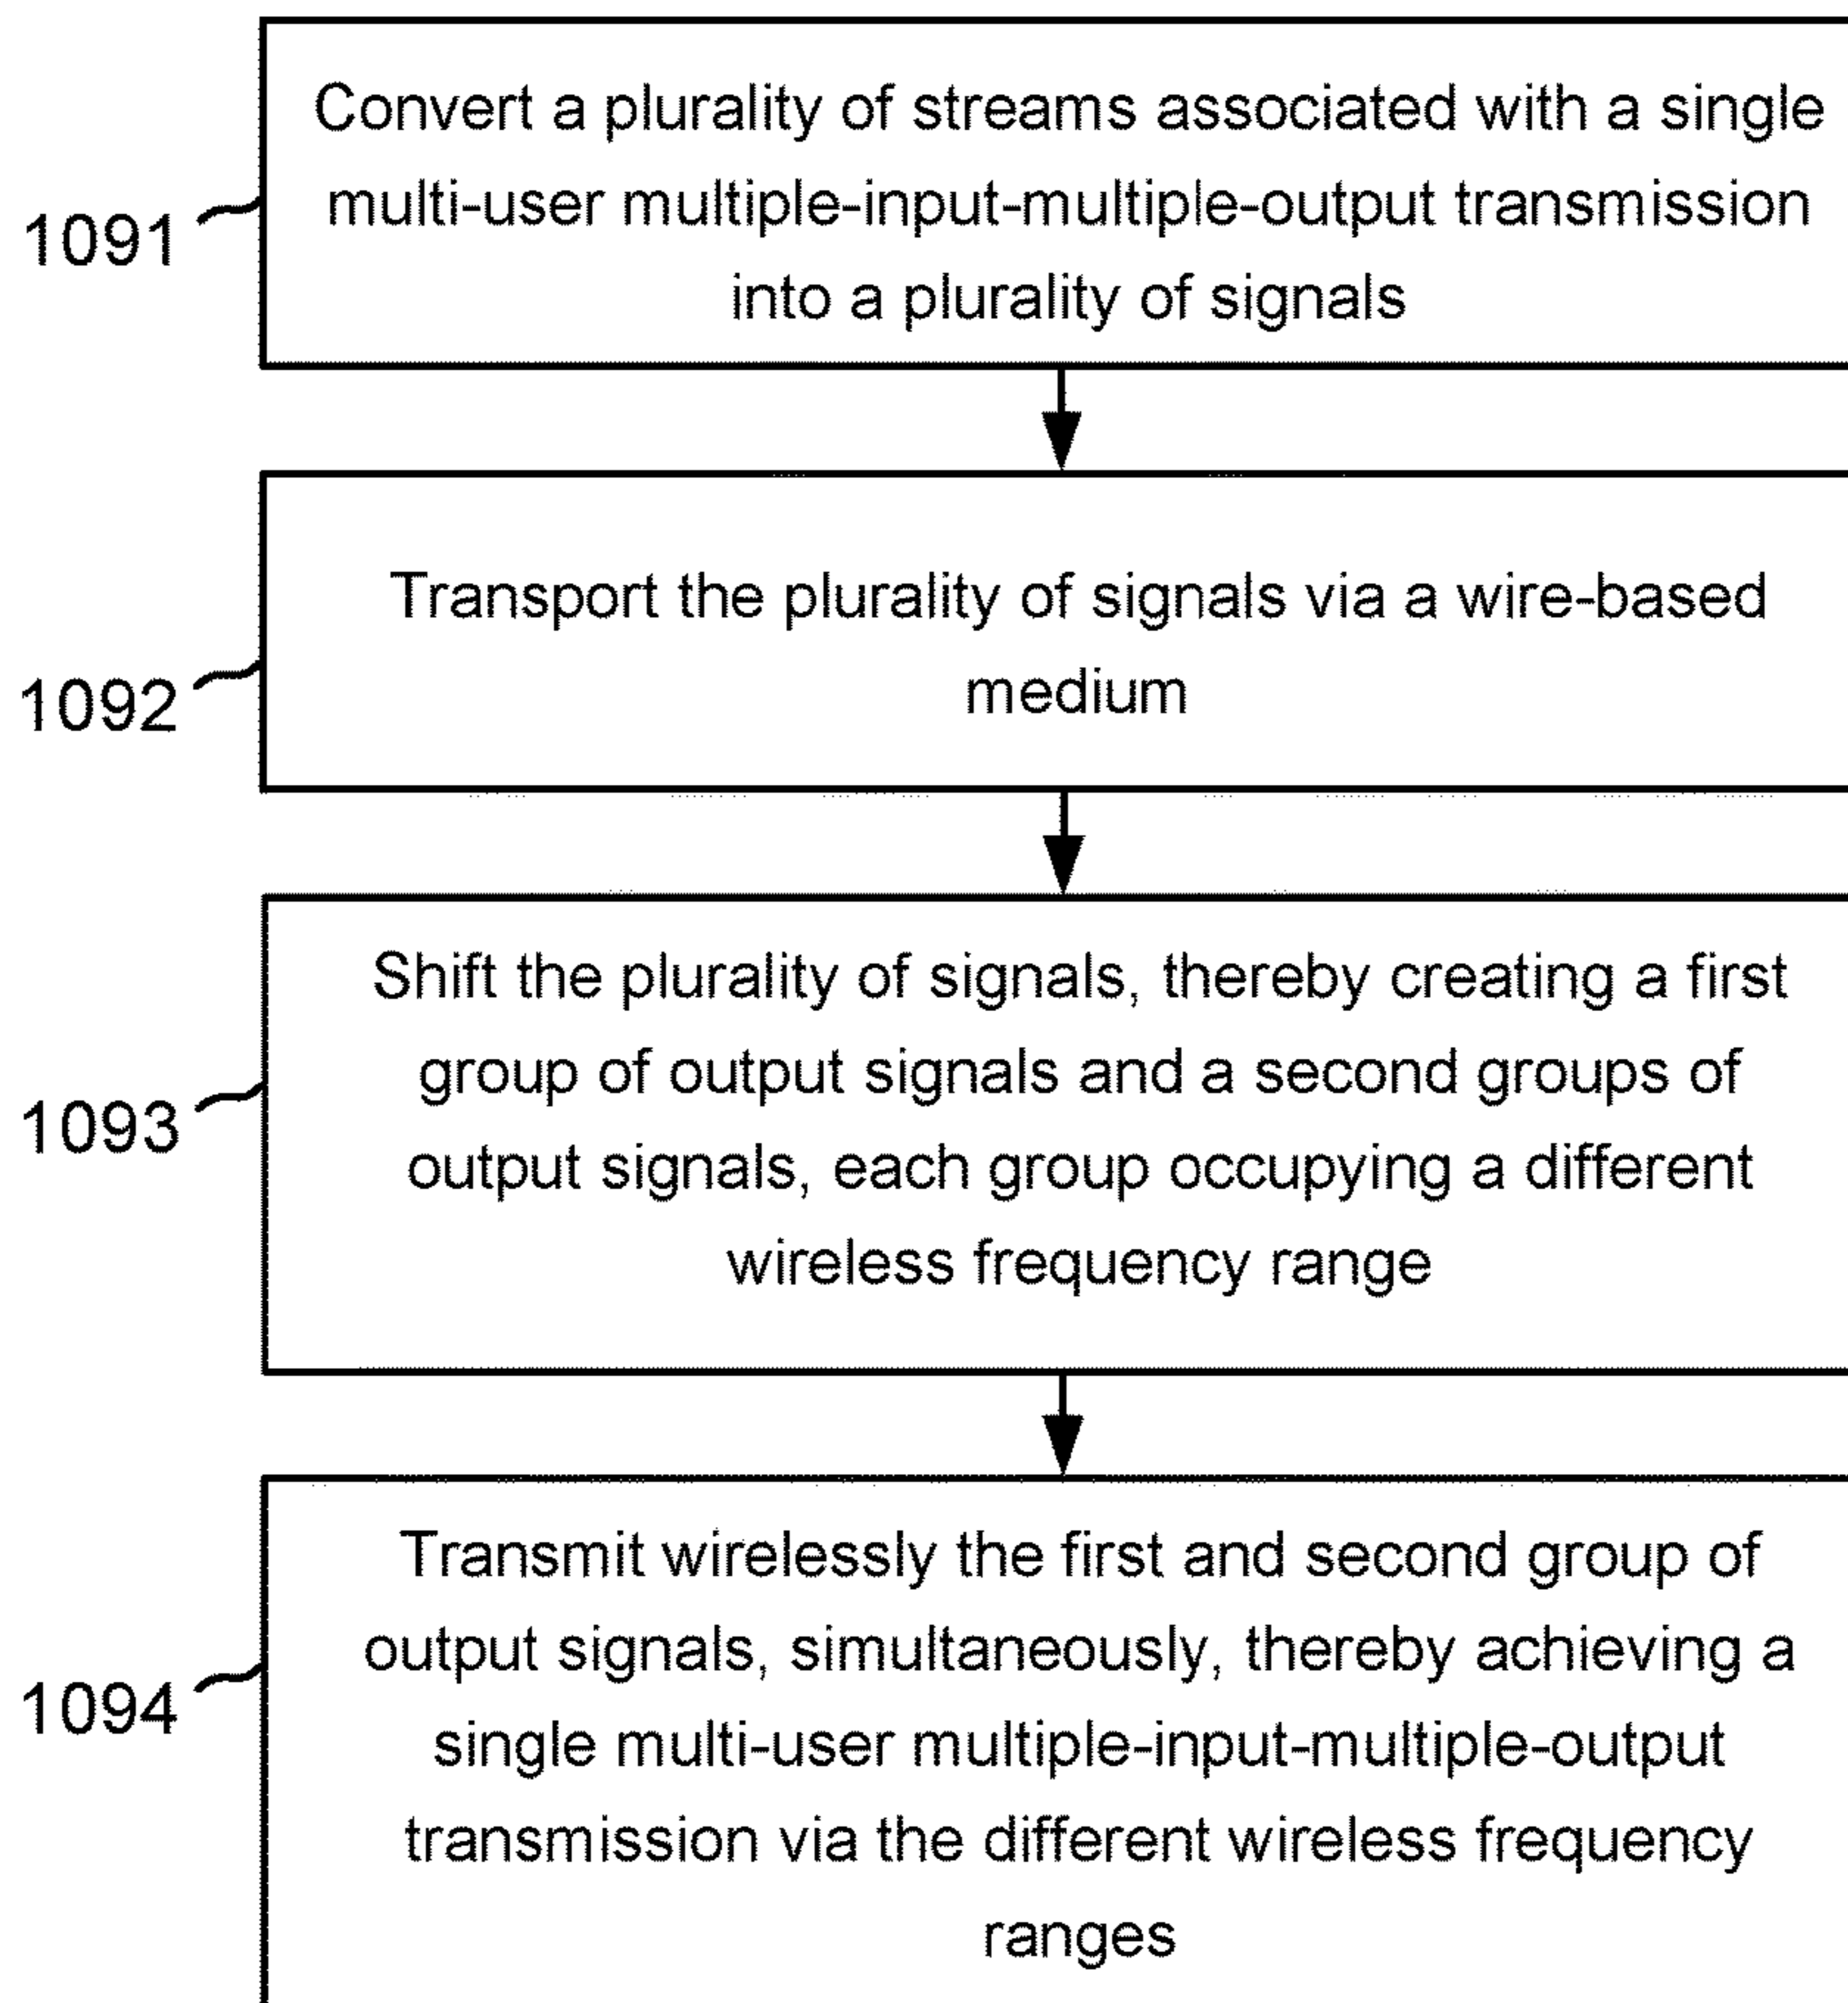 Convert a plurality of streams associated with a single
multi-user multiple-input-multiple-output transmission
into a plurality of signals
1091
Transport the plurality of signals via a wire-based
medium
1092
Shift the plurality of signals, thereby creating a first
group of output signals and a second groups of
output signals, each group occupying a different
wireless frequency range
1093
Transmit wirelessly the first and second group of
output signals, simultaneously, thereby achieving a
single multi-user multiple-input-multiple-output
transmission via the different wireless frequency
ranges
1094